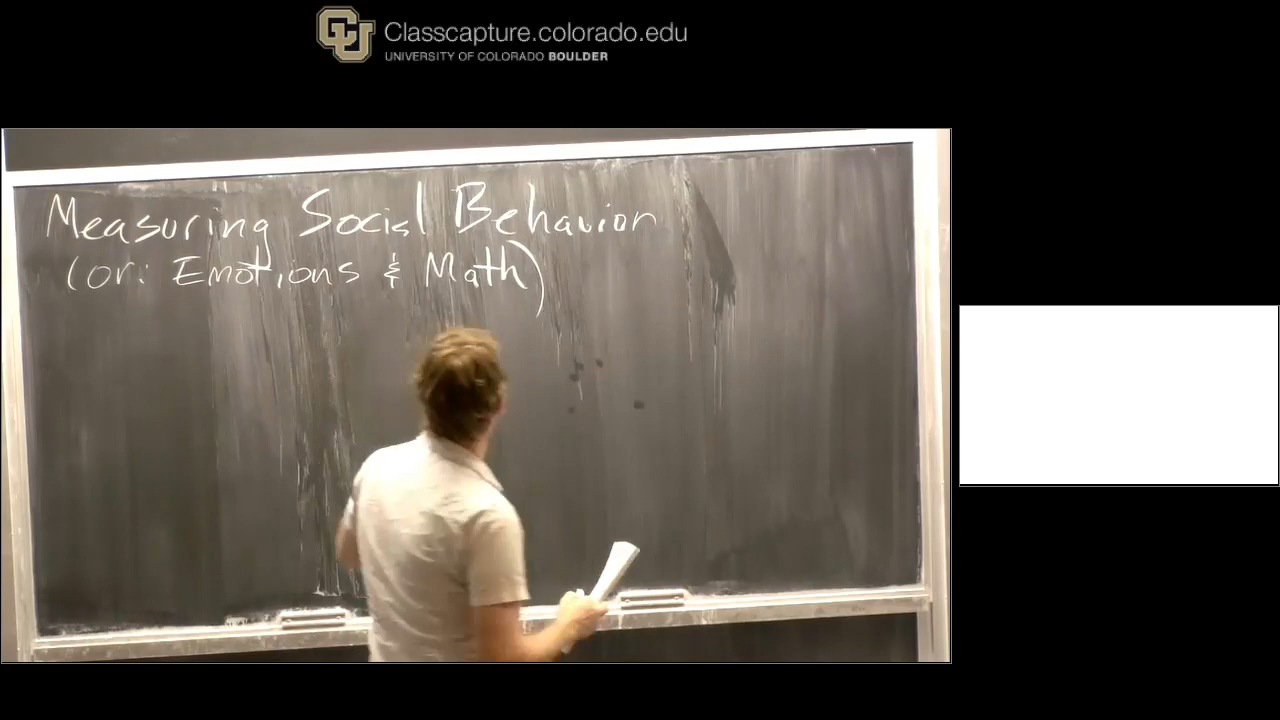 Classcapture.colorado.edu
UNIVERSITY OF COLORADO BOULDER
Measuring Social Behavior
(or: Emotions & Math)